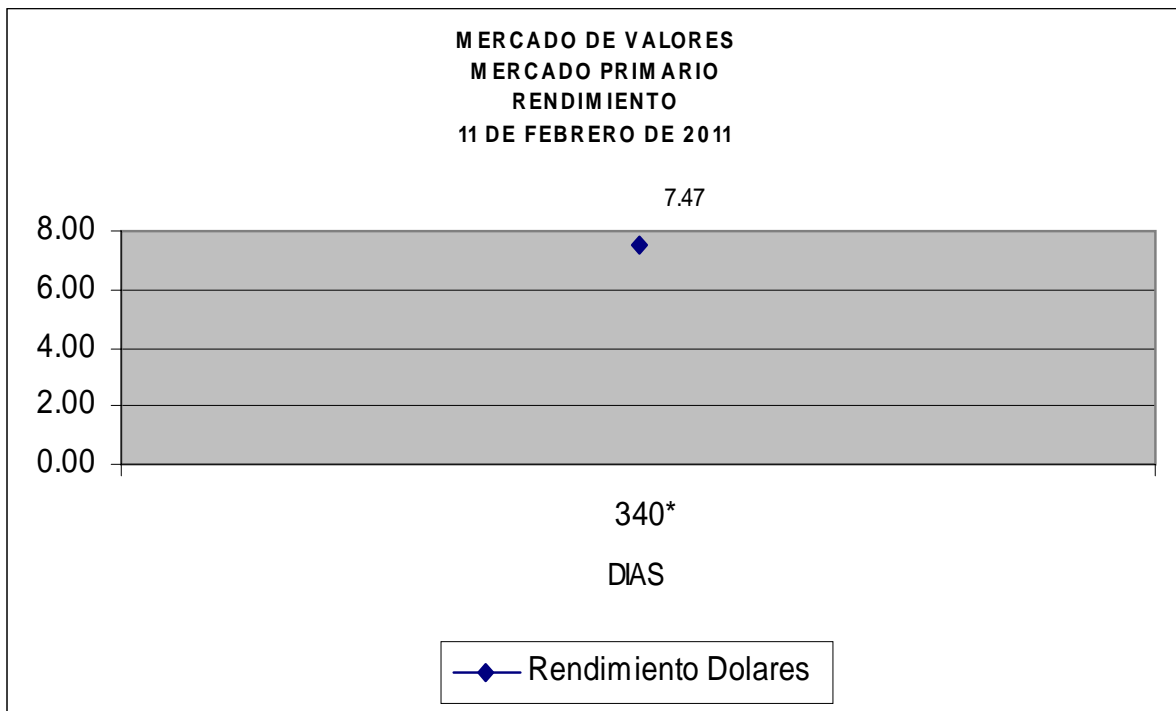 MERCADO DE VALORES
MERCADO PRIMARIO
RENDIMIENTO
11 DE FEBRERO DE 2011
7.47
8.00
6.00
4.00
2.00
0.00
340*
DIAS
Rendimiento Dolares